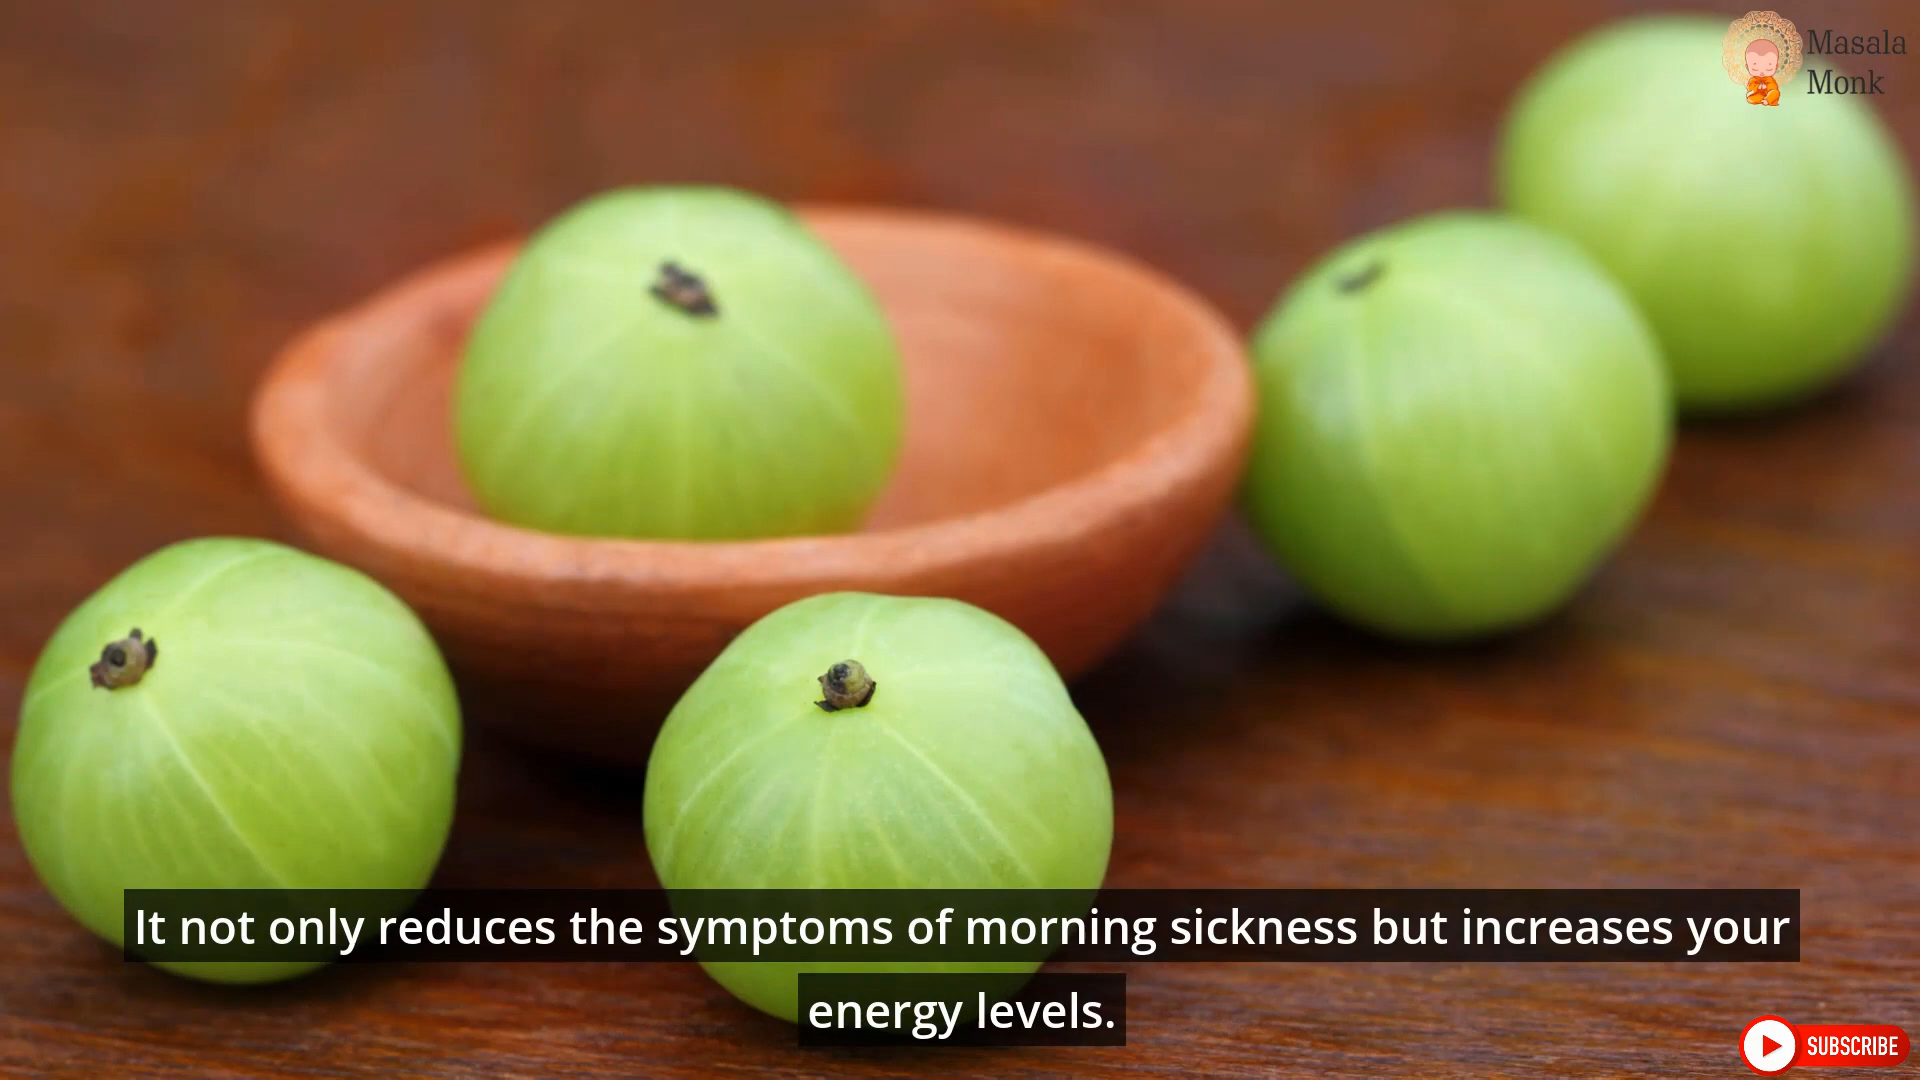 Masala
Monk
It not only reduces the symptoms of morning sickness but increases your
energy levels.
SUBSCRIBE